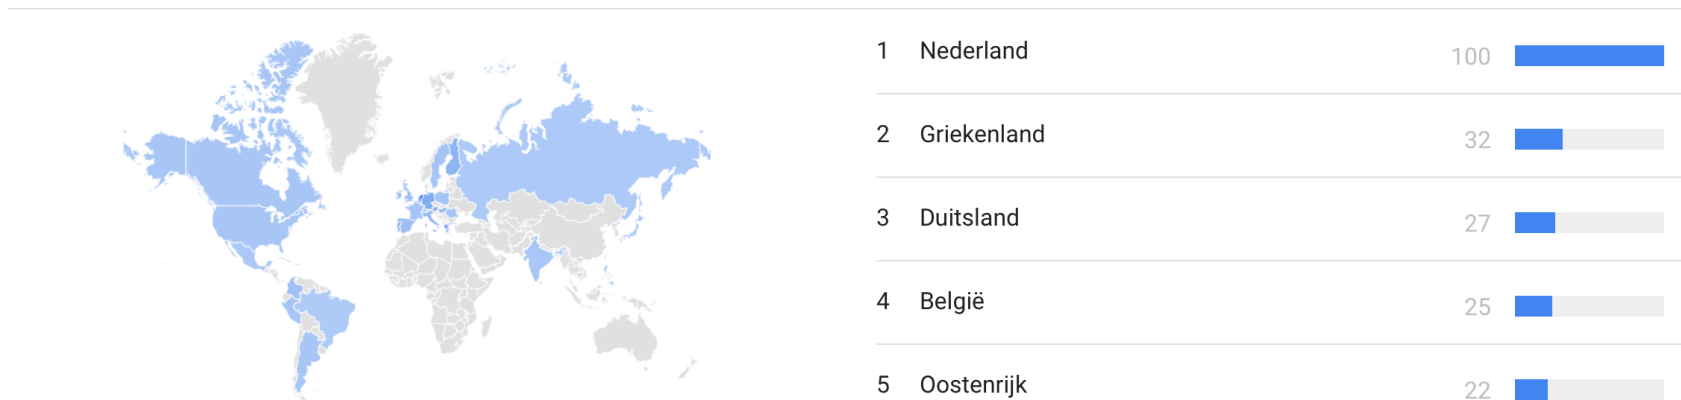 1 Nederland 100
2 Griekenland 32
3 Duitsland 27
4 België 25
5 Oostenrijk 22